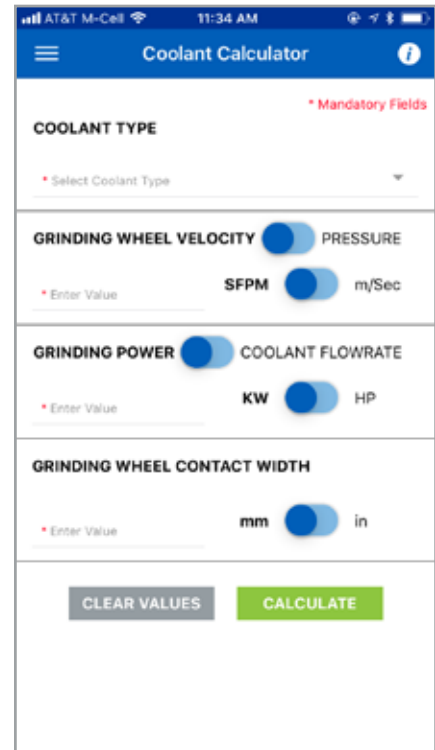 AT&T M-Cell 11:34 AM
Coolant Calculator
* Mandatory Fields
COOLANT TYPE
* Select Coolant Type
GRINDING WHEEL VELOCITY PRESSURE
SFPM m/Sec
* Enter Value
GRINDING POWER COOLANT FLOWRATE
KW HP
* Enter Value
GRINDING WHEEL CONTACT WIDTH
mm in
* Enter Value
CLEAR VALUES CALCULATE